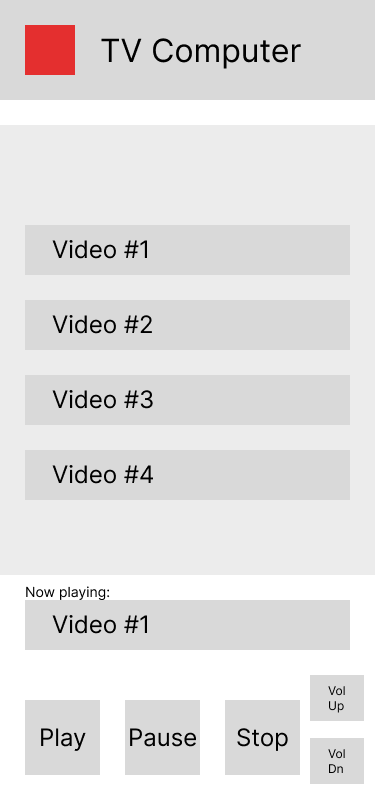 TV Computer
Video #1
Video #2
Video #3
Video #4
Now playing:
Video #1
Vol
Up
Play
Pause
Stop
Vol
Dn